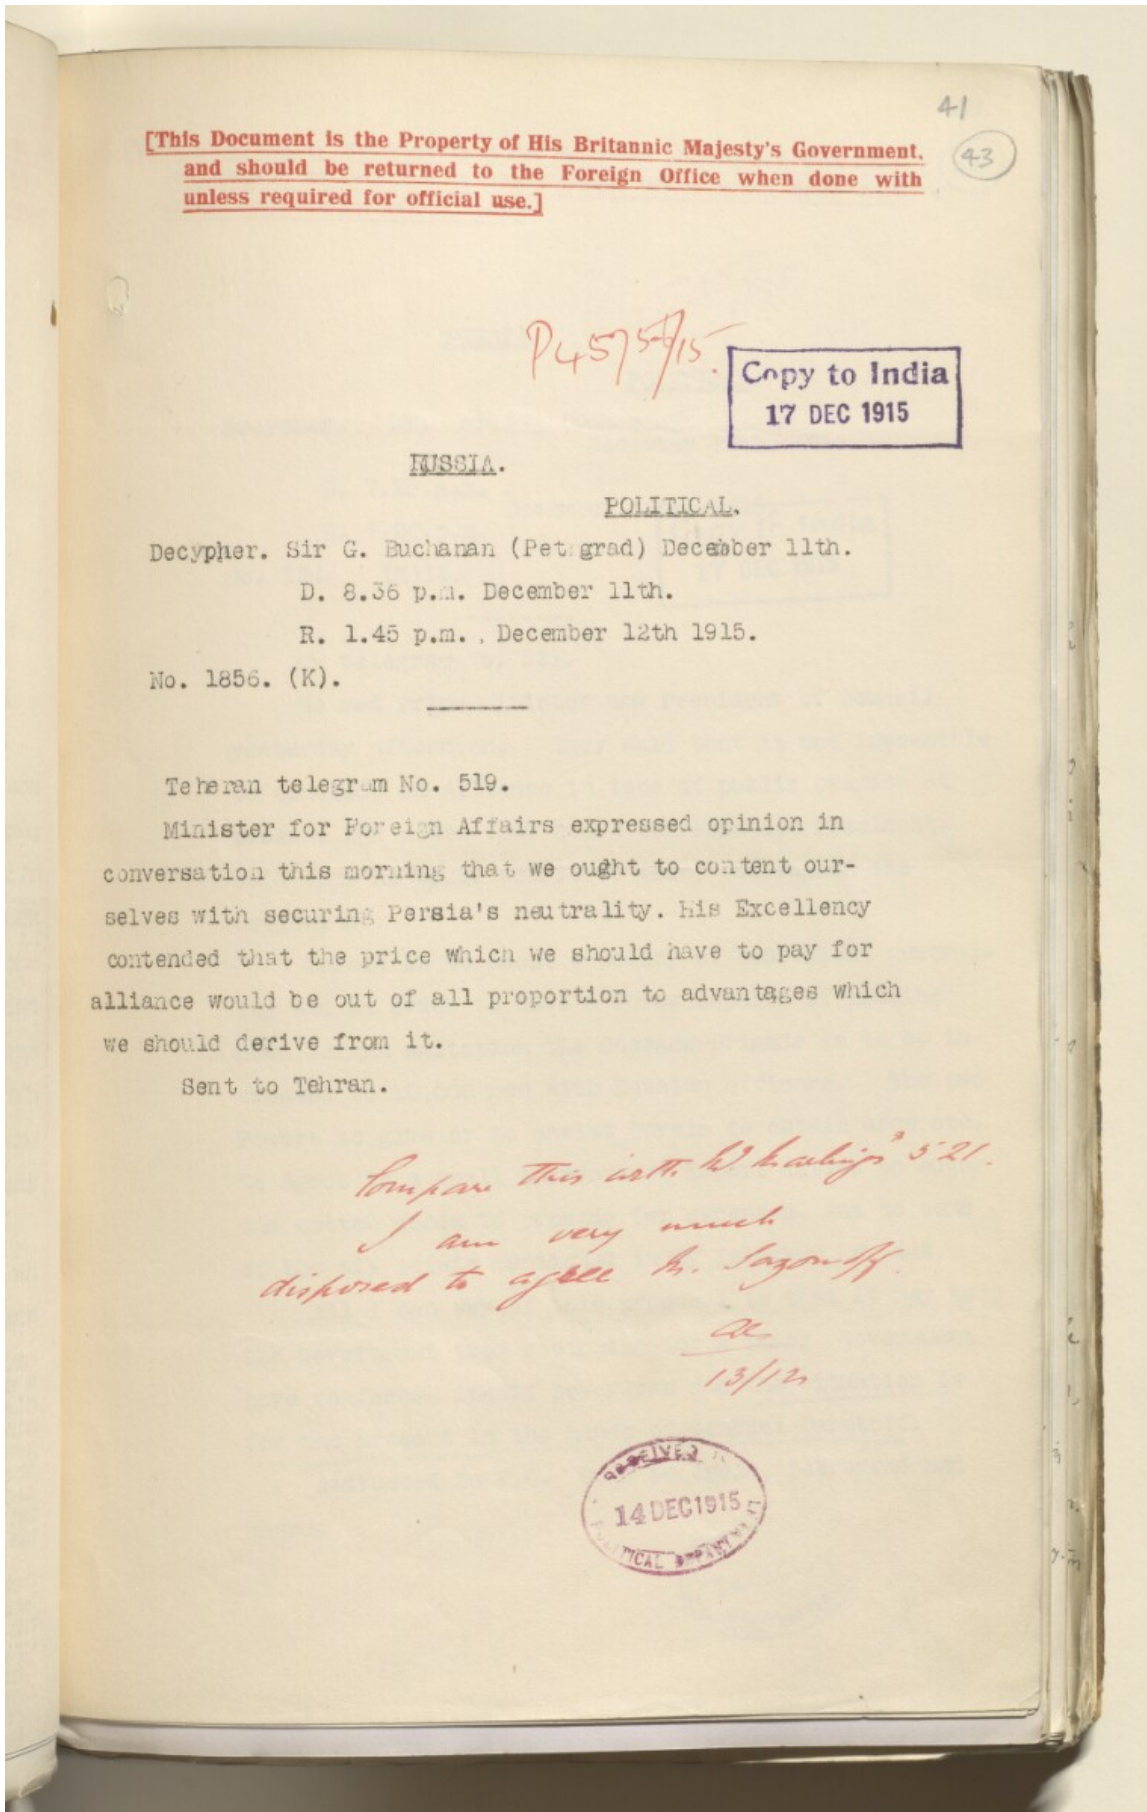 41
43
[This Document is the Property of His Britannic Majesty's Government,
and should be returned to the Foreign Office when done with
unless required for official use.]
Copy to India
17 DEC 1915
RUSSIA.
POLITICAL.
Decypher. Sir G. Buchanan (Petrograd) December 11th.
D. 8.36 p.m. December 11th.
R. 1.45 p.m., December 12th 1915.
No. 1856. (K).
Teheran telegram No. 519.
Minister for Foreign Affairs expressed opinion in
conversation this morning that we ought to content our-
selves with securing Persia's neutrality. His Excellency
contended that the price which we should have to pay for
alliance would be out of all proportion to advantages which
we should derive from it.
Sent to Tehran.
Compare this with 521.
I am very much
disposed to agree M. Sazonoff.
13/12
RECEIVED
14 DEC 1915
POLITICAL DEPARTMENT